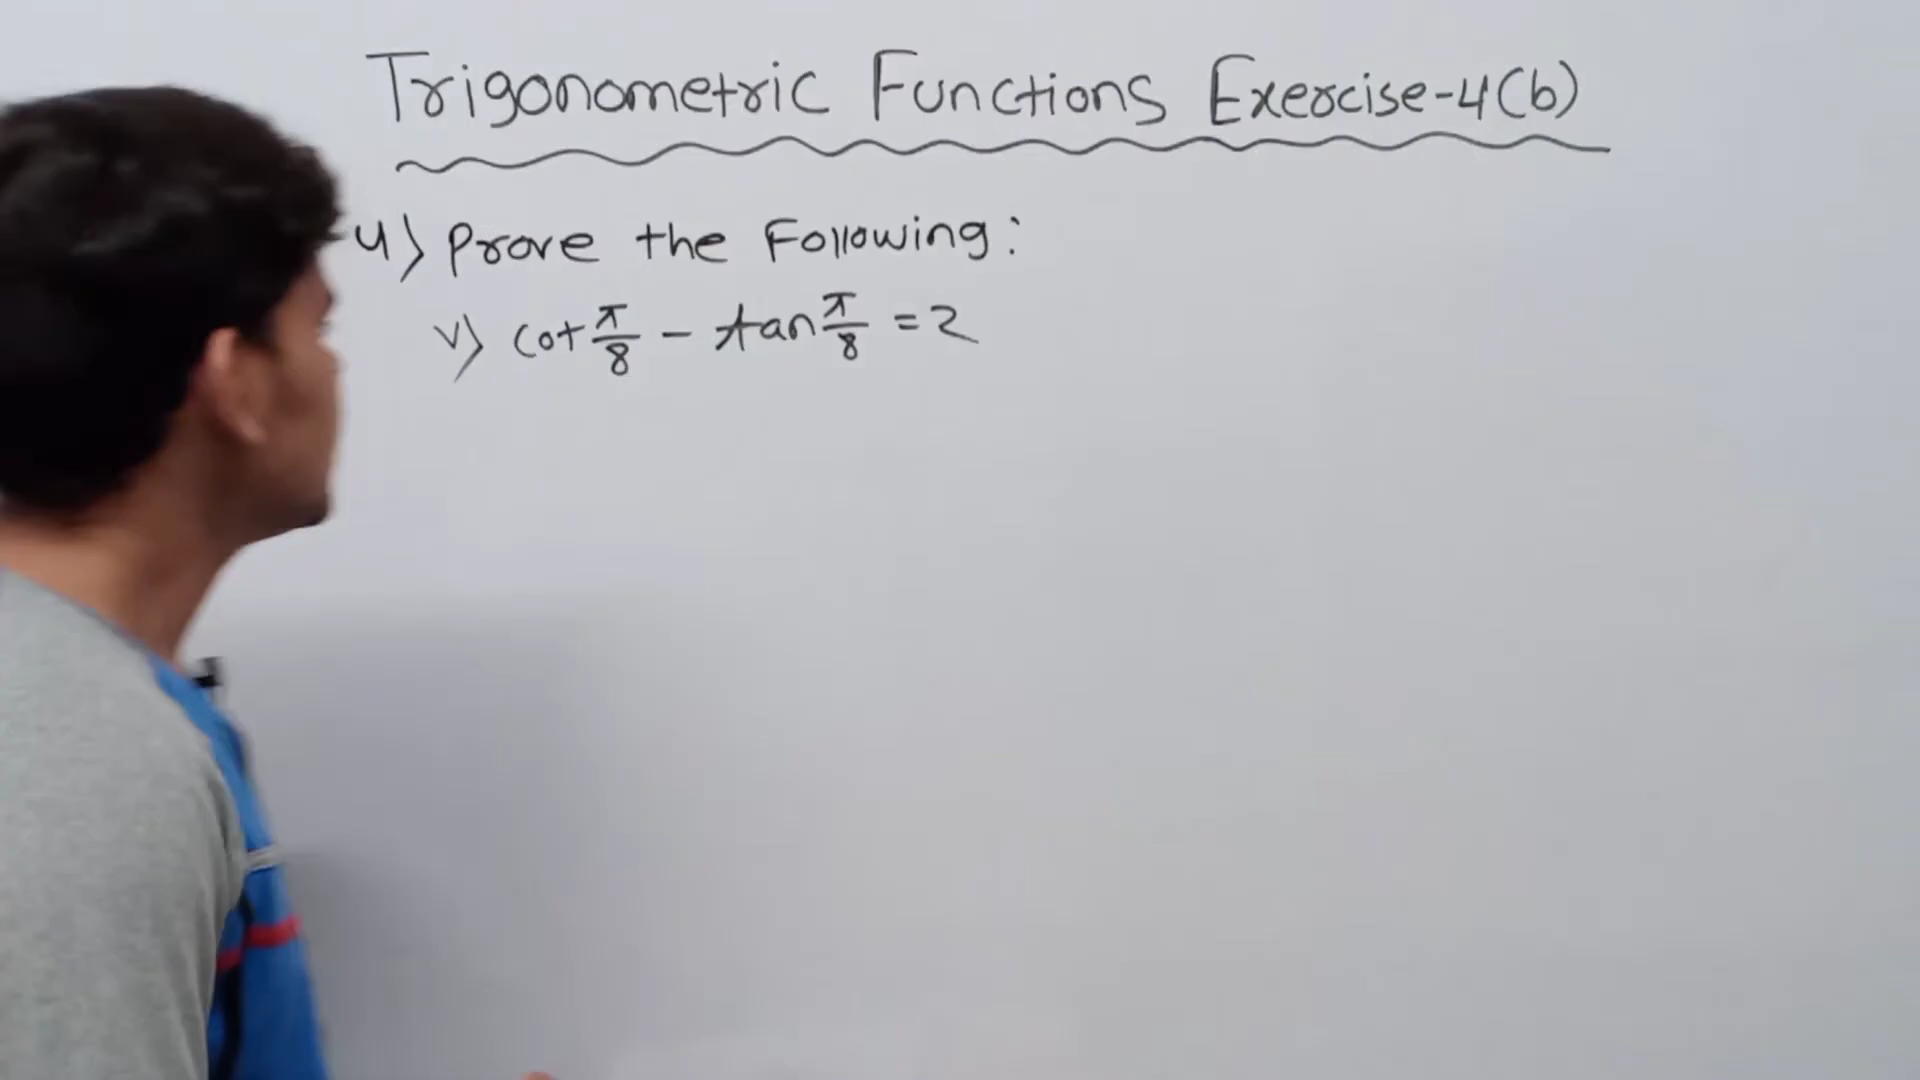 Trigonometric Functions Exercise-4(b)
4) Prove the Following:
v) cot π/8 - tan π/8 = 2